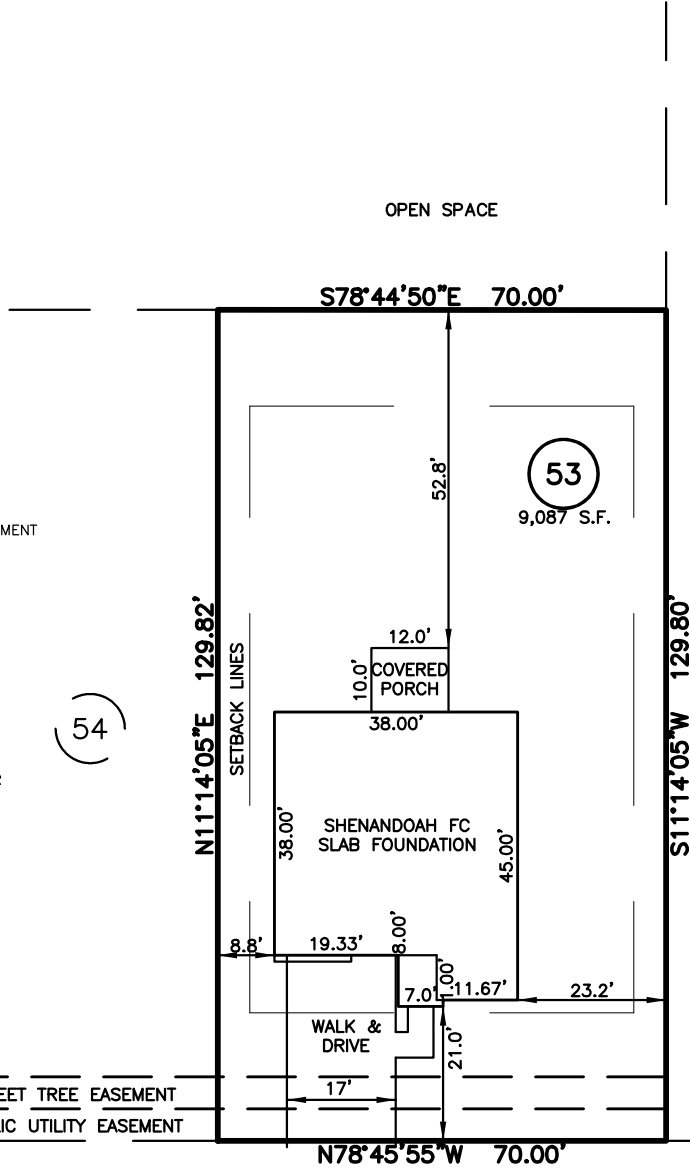 OPEN SPACE
S78°44'50"E 70.00'
52.8'
53
9,087 S.F.
MENT
N11°14'05"E 129.82'
S11°14'05"W 129.80'
SETBACK LINES
12.0'
10.0'
COVERED
PORCH
38.00'
54
38.00'
SHENANDOAH FC
SLAB FOUNDATION
45.00'
8.8'
19.33'
8.00'
7.0'
1.00'
11.67'
23.2'
WALK &
DRIVE
21.0'
EET TREE EASEMENT
17'
IC UTILITY EASEMENT
N78°45'55"W 70.00'